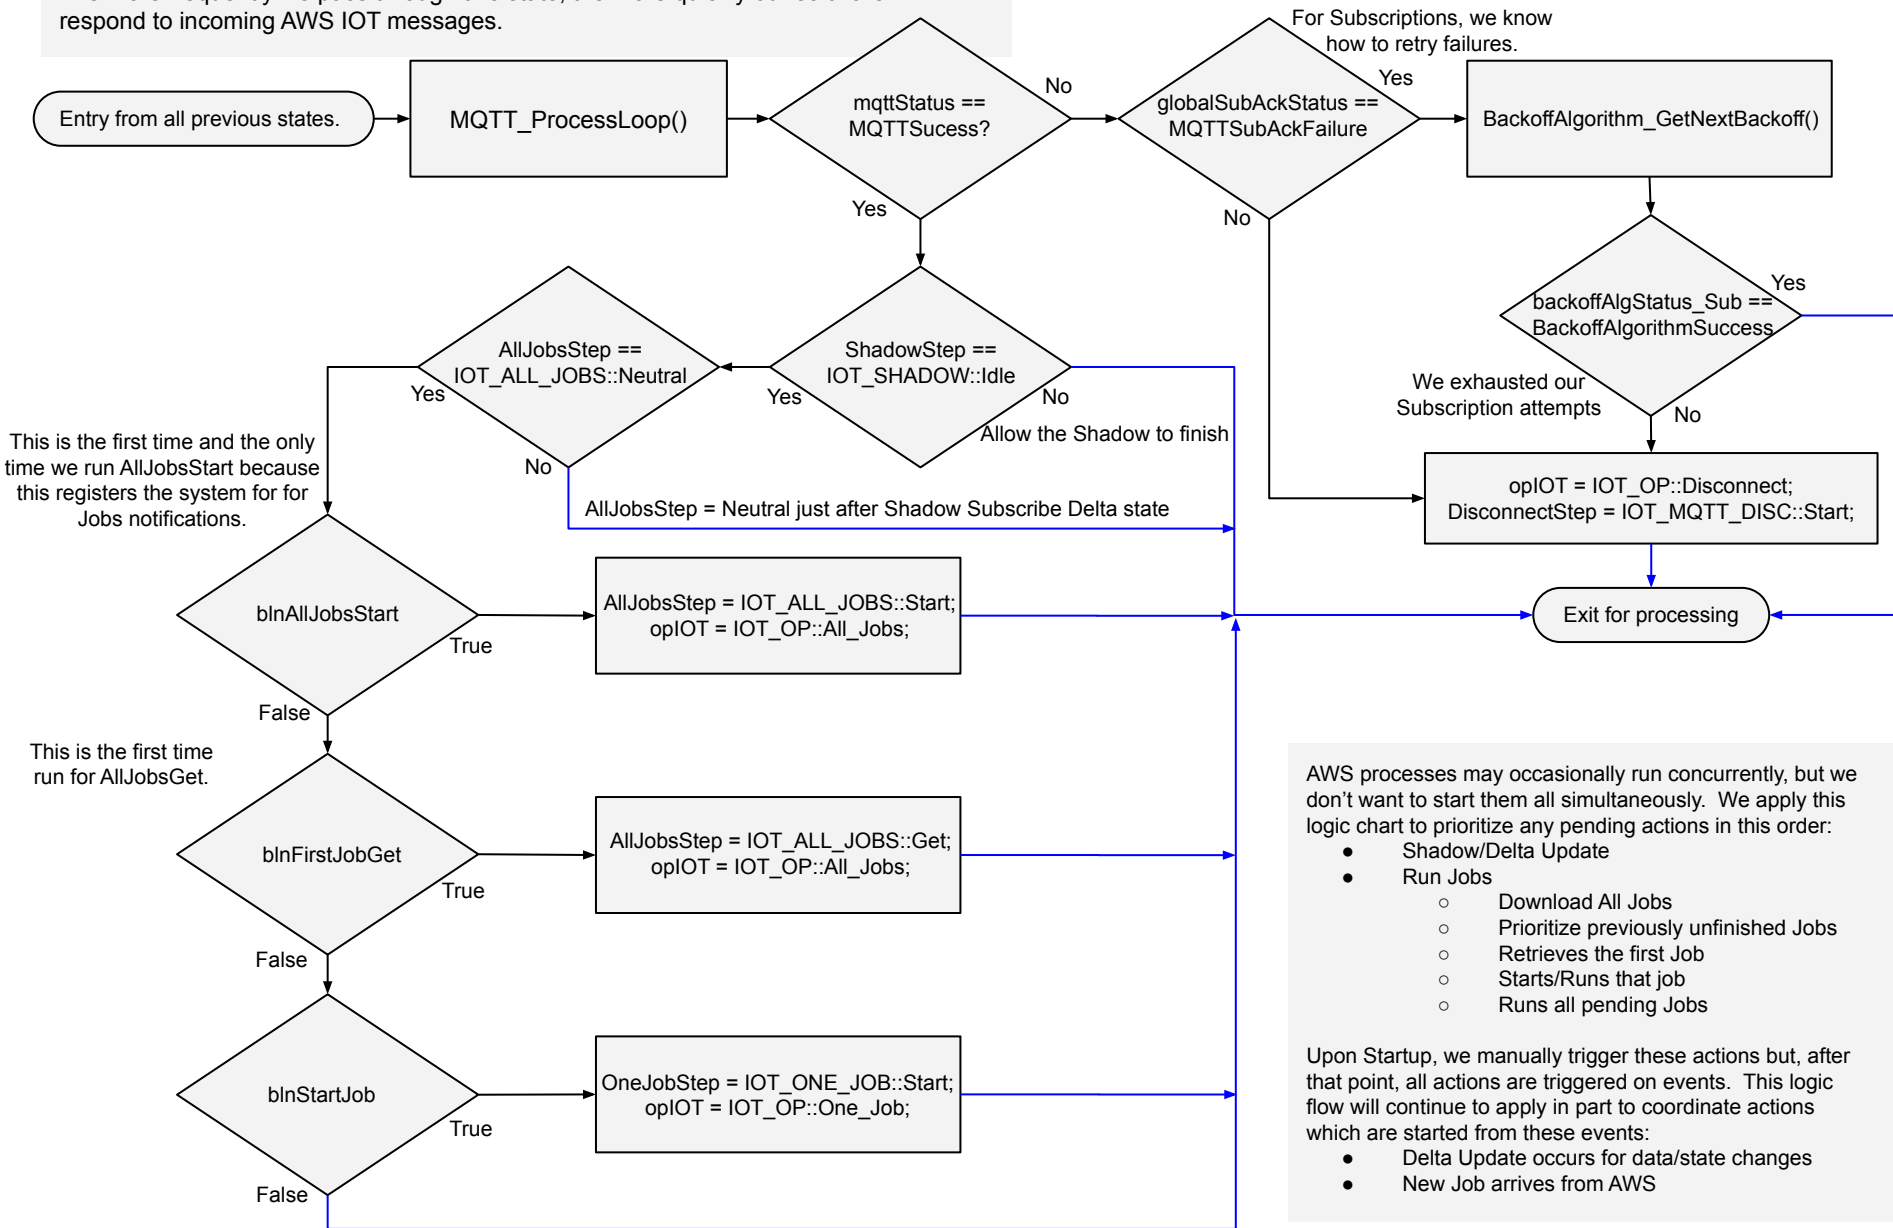 respond to incoming AWS IOT messages.
For Subscriptions, we know
how to retry failures.
Entry from all previous states.
MQTT_ProcessLoop()
mqttStatus ==
MQTTSucess?
No
Yes
globalSubAckStatus ==
MQTTSubAckFailure
Yes
No
BackoffAlgorithm_GetNextBackoff()
backoffAlgStatus_Sub ==
BackoffAlgorithmSuccess
Yes
No
We exhausted our
Subscription attempts
opIOT = IOT_OP::Disconnect;
DisconnectStep = IOT_MQTT_DISC::Start;
ShadowStep ==
IOT_SHADOW::Idle
Yes
No
Allow the Shadow to finish
AllJobsStep ==
IOT_ALL_JOBS::Neutral
Yes
No
AllJobsStep = Neutral just after Shadow Subscribe Delta state
This is the first time and the only
time we run AllJobsStart because
this registers the system for for
Jobs notifications.
blnAllJobsStart
True
False
AllJobsStep = IOT_ALL_JOBS::Start;
opIOT = IOT_OP::All_Jobs;
Exit for processing
This is the first time
run for AllJobsGet.
blnFirstJobGet
True
False
AllJobsStep = IOT_ALL_JOBS::Get;
opIOT = IOT_OP::All_Jobs;
blnStartJob
True
False
OneJobStep = IOT_ONE_JOB::Start;
opIOT = IOT_OP::One_Job;
AWS processes may occasionally run concurrently, but we
don’t want to start them all simultaneously.  We apply this
logic chart to prioritize any pending actions in this order:
● Shadow/Delta Update
● Run Jobs
○ Download All Jobs
○ Prioritize previously unfinished Jobs
○ Retrieves the first Job
○ Starts/Runs that job
○ Runs all pending Jobs
Upon Startup, we manually trigger these actions but, after
that point, all actions are triggered on events.  This logic
flow will continue to apply in part to coordinate actions
which are started from these events:
● Delta Update occurs for data/state changes
● New Job arrives from AWS